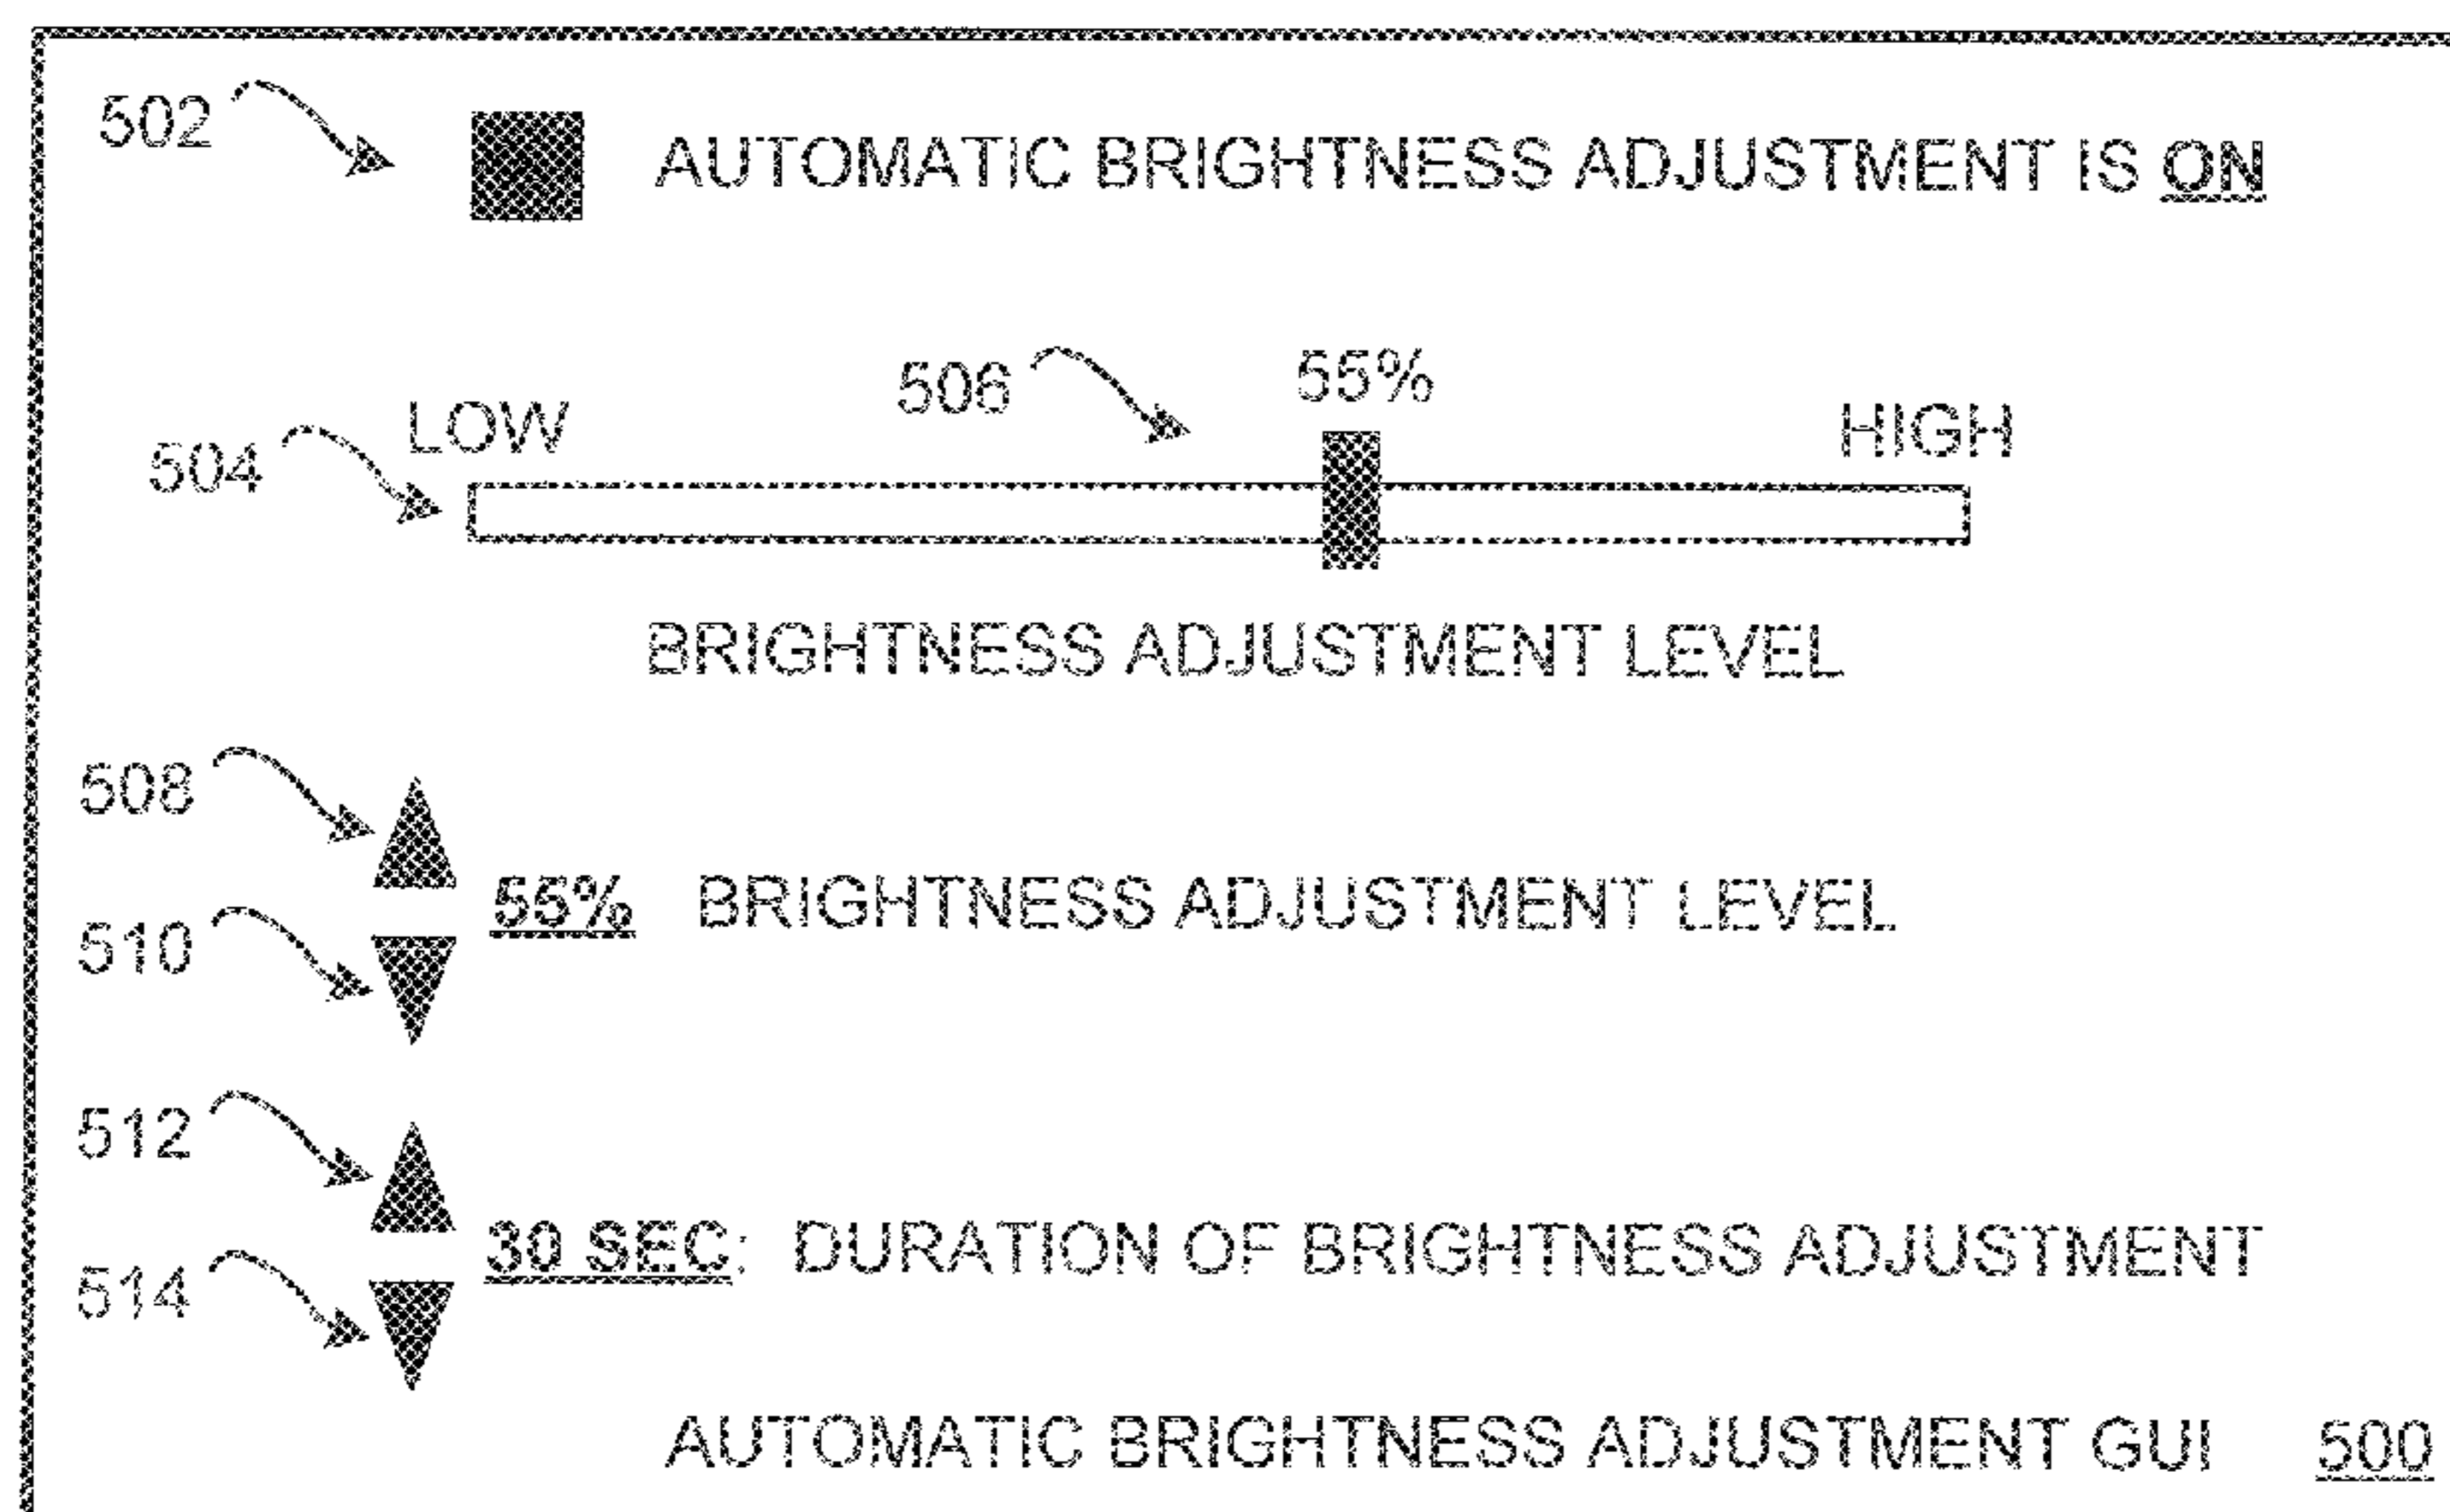 502 AUTOMATIC BRIGHTNESS ADJUSTMENT IS ON
506 55%
LOW HIGH
504
BRIGHTNESS ADJUSTMENT LEVEL
508
55% BRIGHTNESS ADJUSTMENT LEVEL
510
512
30 SEC: DURATION OF BRIGHTNESS ADJUSTMENT
514
AUTOMATIC BRIGHTNESS ADJUSTMENT GUI 500